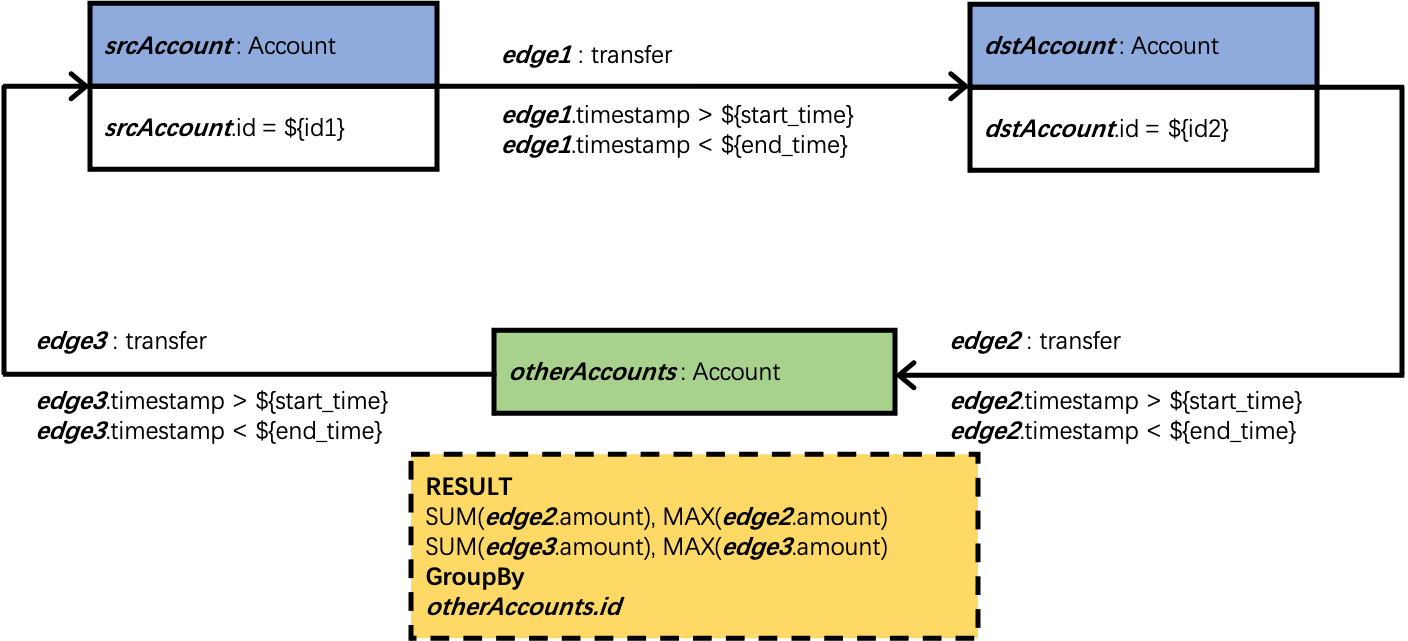 srcAccount : Account
srcAccount.id = ${id1}
edge1 : transfer
edge1.timestamp > ${start_time}
edge1.timestamp < ${end_time}
dstAccount : Account
dstAccount.id = ${id2}
edge3 : transfer
edge3.timestamp > ${start_time}
edge3.timestamp < ${end_time}
otherAccounts : Account
edge2 : transfer
edge2.timestamp > ${start_time}
edge2.timestamp < ${end_time}
RESULT
SUM(edge2.amount), MAX(edge2.amount)
SUM(edge3.amount), MAX(edge3.amount)
GroupBy
otherAccounts.id